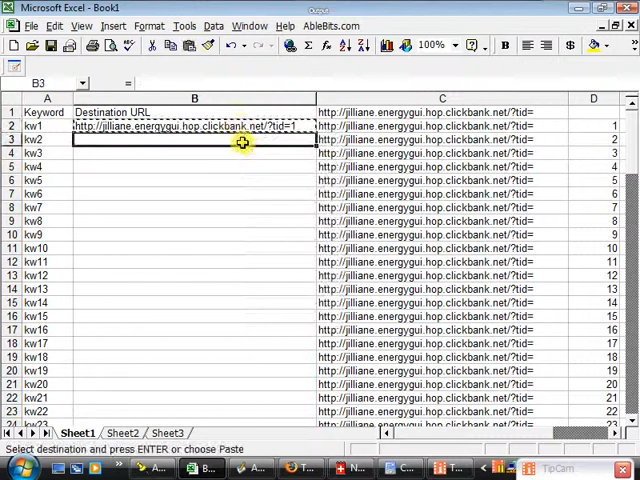 Output
Microsoft Excel - Book1
File Edit View Insert Format Tools Data Window Help AbleBits.com
100% B $
B3 =
A B C D
1 Keyword Destination URL http://jilliane.energygui.hop.clickbank.net/?tid=
2 kw1 http://jilliane.energygui.hop.clickbank.net/?tid=1 http://jilliane.energygui.hop.clickbank.net/?tid= 1
3 kw2 http://jilliane.energygui.hop.clickbank.net/?tid= 2
4 kw3 http://jilliane.energygui.hop.clickbank.net/?tid= 3
5 kw4 http://jilliane.energygui.hop.clickbank.net/?tid= 4
6 kw5 http://jilliane.energygui.hop.clickbank.net/?tid= 5
7 kw6 http://jilliane.energygui.hop.clickbank.net/?tid= 6
8 kw7 http://jilliane.energygui.hop.clickbank.net/?tid= 7
9 kw8 http://jilliane.energygui.hop.clickbank.net/?tid= 8
10 kw9 http://jilliane.energygui.hop.clickbank.net/?tid= 9
11 kw10 http://jilliane.energygui.hop.clickbank.net/?tid= 10
12 kw11 http://jilliane.energygui.hop.clickbank.net/?tid= 11
13 kw12 http://jilliane.energygui.hop.clickbank.net/?tid= 12
14 kw13 http://jilliane.energygui.hop.clickbank.net/?tid= 13
15 kw14 http://jilliane.energygui.hop.clickbank.net/?tid= 14
16 kw15 http://jilliane.energygui.hop.clickbank.net/?tid= 15
17 kw16 http://jilliane.energygui.hop.clickbank.net/?tid= 16
18 kw17 http://jilliane.energygui.hop.clickbank.net/?tid= 17
19 kw18 http://jilliane.energygui.hop.clickbank.net/?tid= 18
20 kw19 http://jilliane.energygui.hop.clickbank.net/?tid= 19
21 kw20 http://jilliane.energygui.hop.clickbank.net/?tid= 20
22 kw21 http://jilliane.energygui.hop.clickbank.net/?tid= 21
23 kw22 http://jilliane.energygui.hop.clickbank.net/?tid= 22
24 kw23 http://jilliane.energygui.hop.clickbank.net/?tid= 23
Sheet1 Sheet2 Sheet3
Select destination and press ENTER or choose Paste
A... B... A... T... N... C... T... TipCam